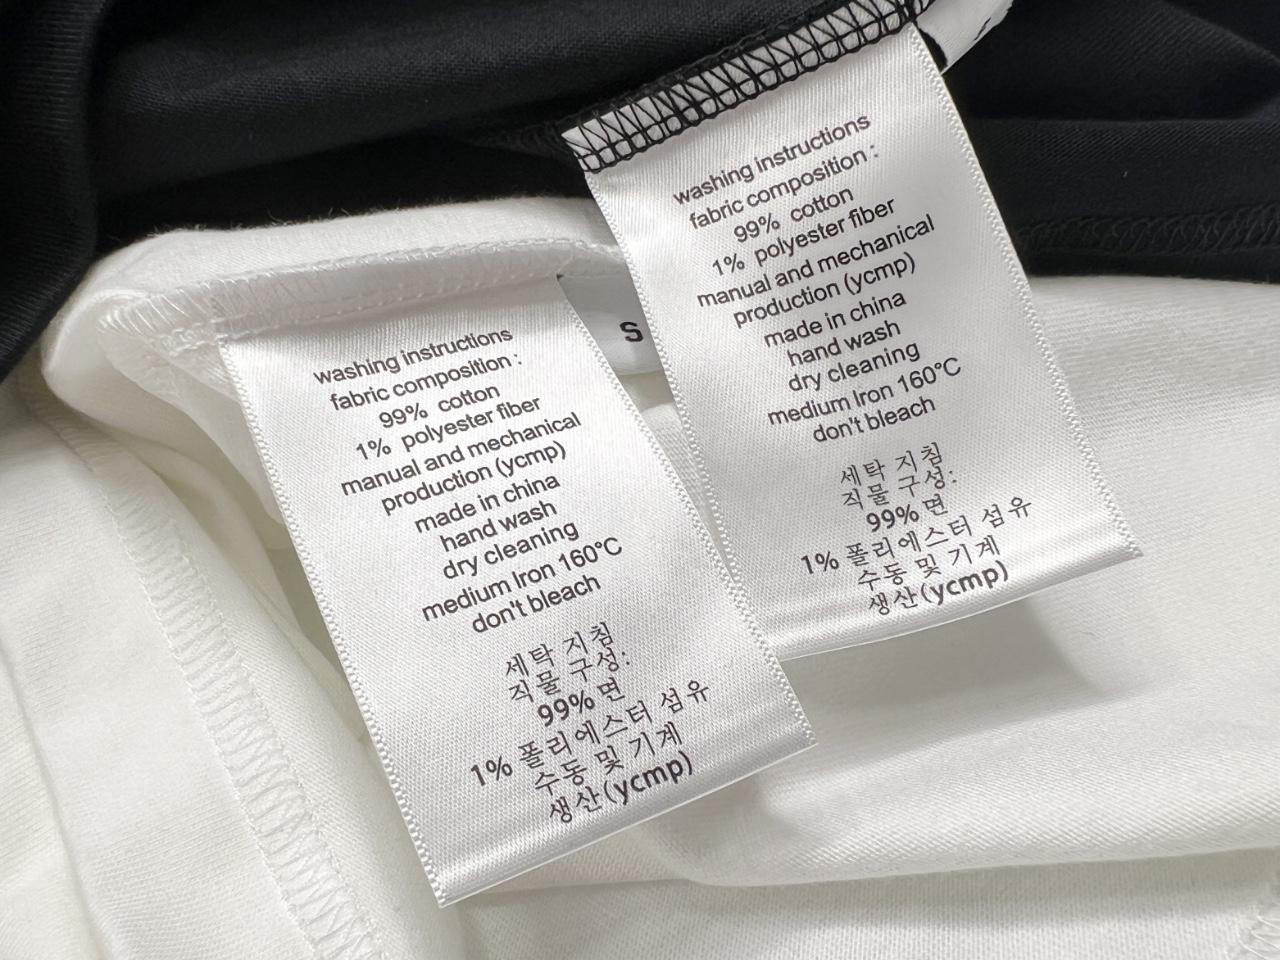 washing instructions
fabric composition :
99% cotton
1% polyester fiber
manual and mechanical
production (ycmp)
made in china
hand wash
dry cleaning
medium Iron 160°C
don't bleach
세탁 지침
직물 구성:
99% 면
1% 폴리에스터 섬유
수동 및 기계
생산(ycmp)
S
washing instructions
fabric composition :
99% cotton
1% polyester fiber
manual and mechanical
production (ycmp)
made in china
hand wash
dry cleaning
medium Iron 160°C
don't bleach
세탁 지침
직물 구성:
99% 면
1% 폴리에스터 섬유
수동 및 기계
생산(ycmp)